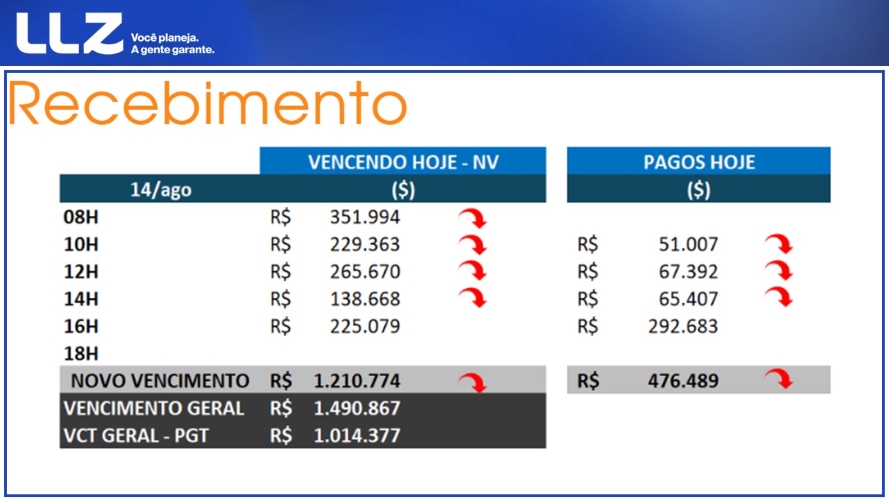 LLZ Você planeja.
A gente garante.
Recebimento
VENCENDO HOJE - NV PAGOS HOJE
14/ago ($) ($)
08H R$ 351.994
10H R$ 229.363 R$ 51.007
12H R$ 265.670 R$ 67.392
14H R$ 138.668 R$ 65.407
16H R$ 225.079 R$ 292.683
18H
NOVO VENCIMENTO R$ 1.210.774 R$ 476.489
VENCIMENTO GERAL R$ 1.490.867
VCT GERAL - PGT R$ 1.014.377